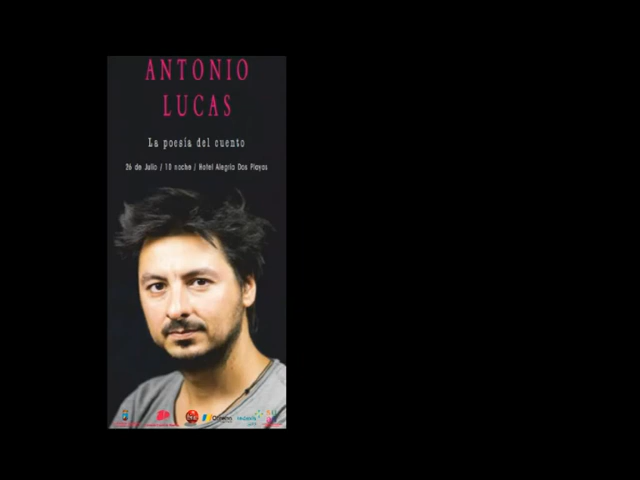 ANTONIO
LUCAS
La poesía del cuento
26 de Julio / 10 noche / Hotel Alegría Dos Playas